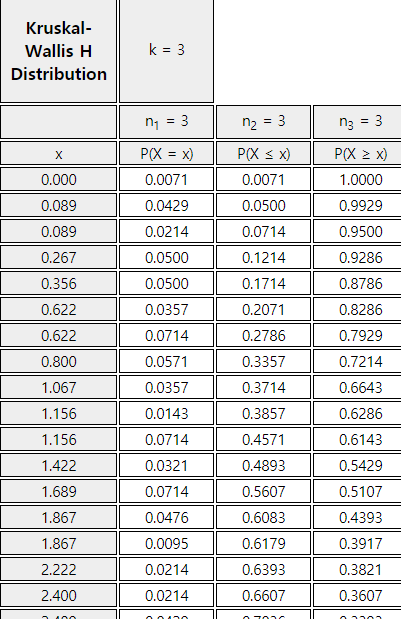 Kruskal-
Wallis H
Distribution
k = 3
n1 = 3 n2 = 3 n3 = 3
x P(X = x) P(X ≤ x) P(X ≥ x)
0.000 0.0071 0.0071 1.0000
0.089 0.0429 0.0500 0.9929
0.089 0.0214 0.0714 0.9500
0.267 0.0500 0.1214 0.9286
0.356 0.0500 0.1714 0.8786
0.622 0.0357 0.2071 0.8286
0.622 0.0714 0.2786 0.7929
0.800 0.0571 0.3357 0.7214
1.067 0.0357 0.3714 0.6643
1.156 0.0143 0.3857 0.6286
1.156 0.0714 0.4571 0.6143
1.422 0.0321 0.4893 0.5429
1.689 0.0714 0.5607 0.5107
1.867 0.0476 0.6083 0.4393
1.867 0.0095 0.6179 0.3917
2.222 0.0214 0.6393 0.3821
2.400 0.0214 0.6607 0.3607